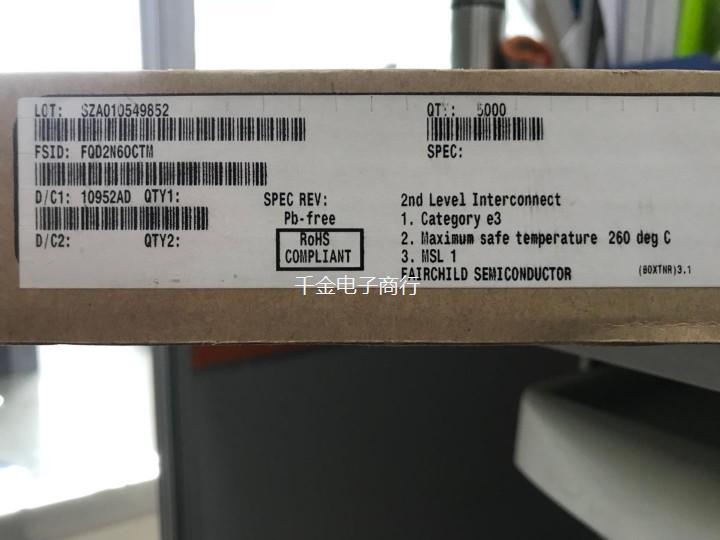 LOT: SZA010549852
QTY: 5000
FSID: FQD2N60CTM
SPEC:
D/C1: 10952AD QTY1:
SPEC REV:
D/C2: QTY2:
Pb-free
RoHS
COMPLIANT
2nd Level Interconnect
1. Category e3
2. Maximum safe temperature 260 deg C
3. MSL 1
FAIRCHILD SEMICONDUCTOR
(BOXTNR)3.1
千金电子商行